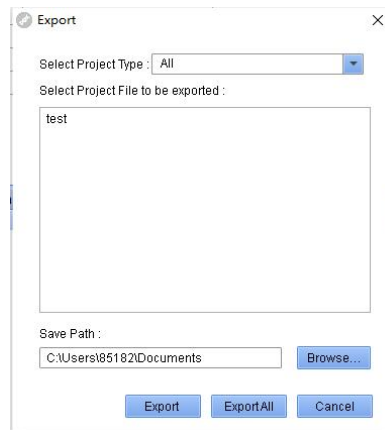 Export
Select Project Type : All
Select Project File to be exported :
test
Save Path :
C:\Users\85182\Documents Browse...
Export ExportAll Cancel